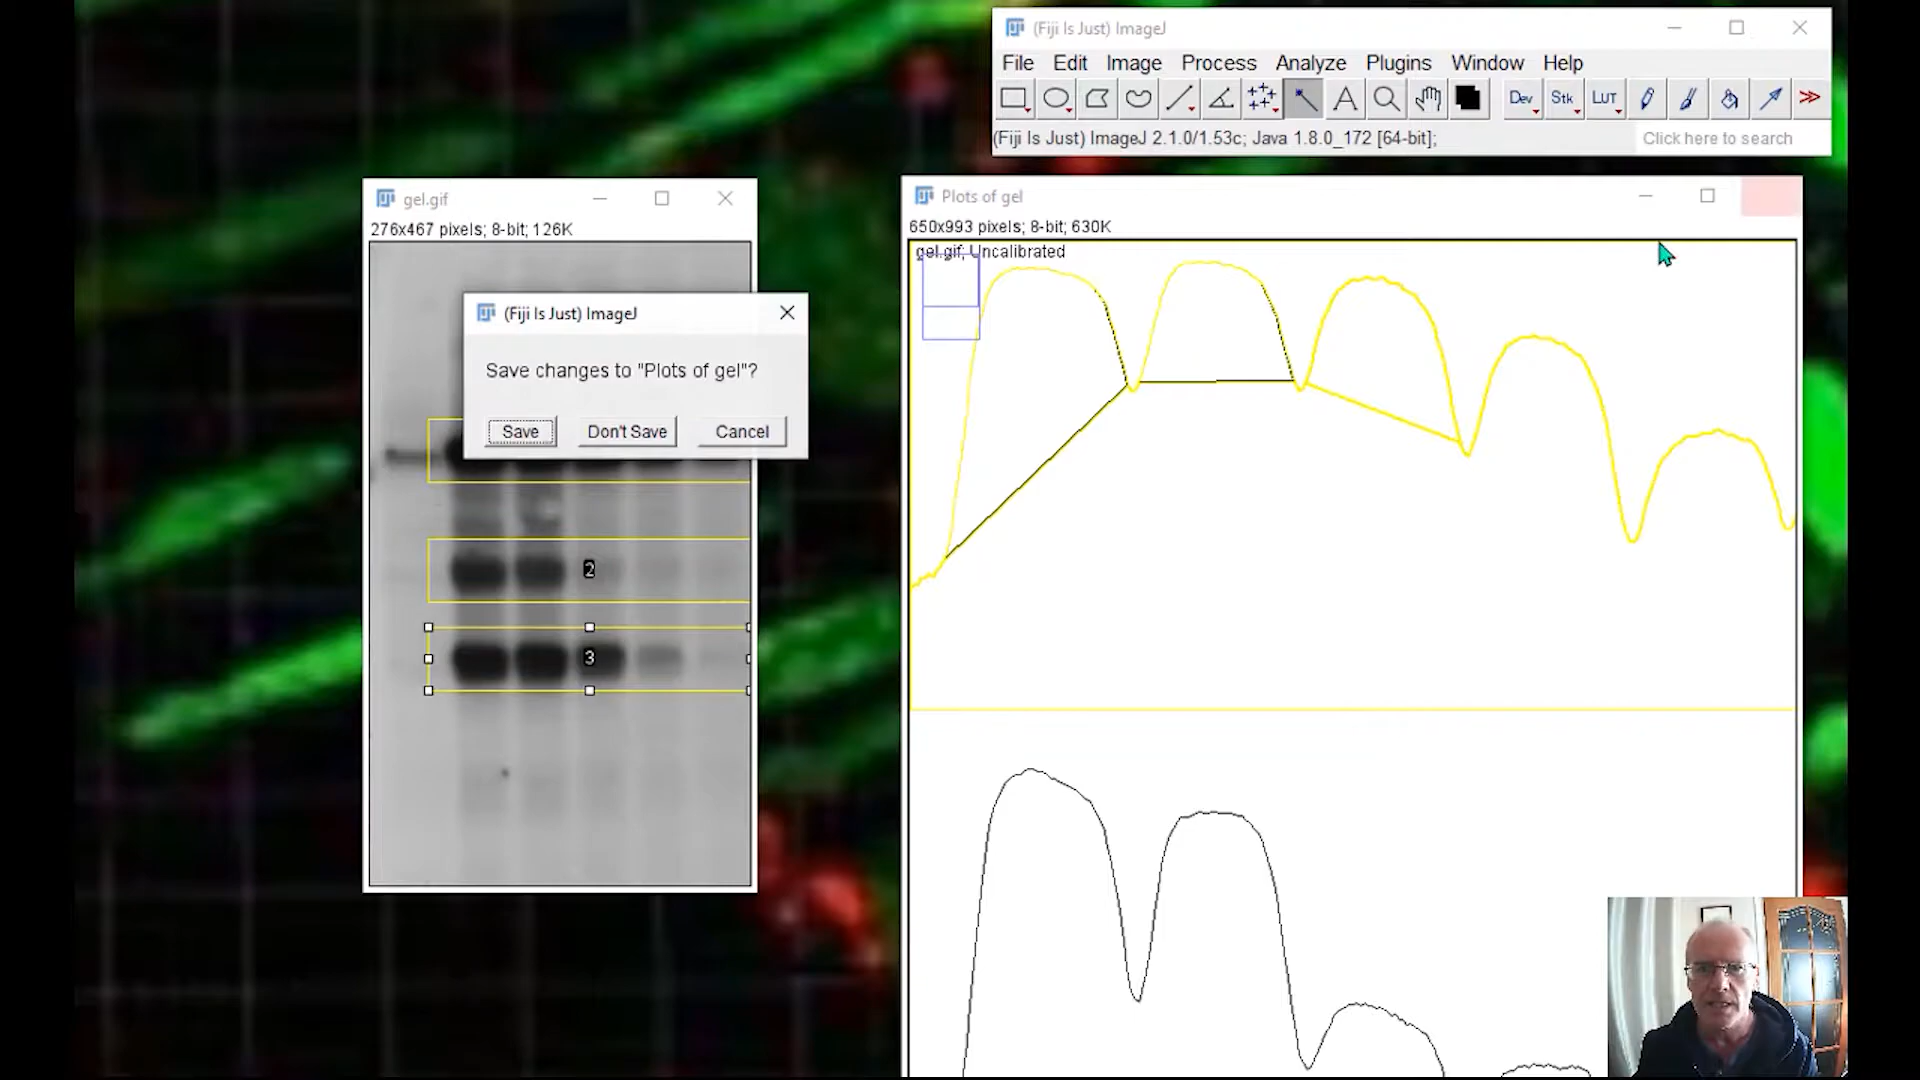 (Fiji Is Just) ImageJ
File Edit Image Process Analyze Plugins Window Help
Dev Stk LUT >>
(Fiji Is Just) ImageJ 2.1.0/1.53c; Java 1.8.0_172 [64-bit];
Click here to search
gel.gif
276x467 pixels; 8-bit; 126K
(Fiji Is Just) ImageJ
Save changes to "Plots of gel"?
Save Don't Save Cancel
2
3
Plots of gel
650x993 pixels; 8-bit; 630K
gel.gif; Uncalibrated